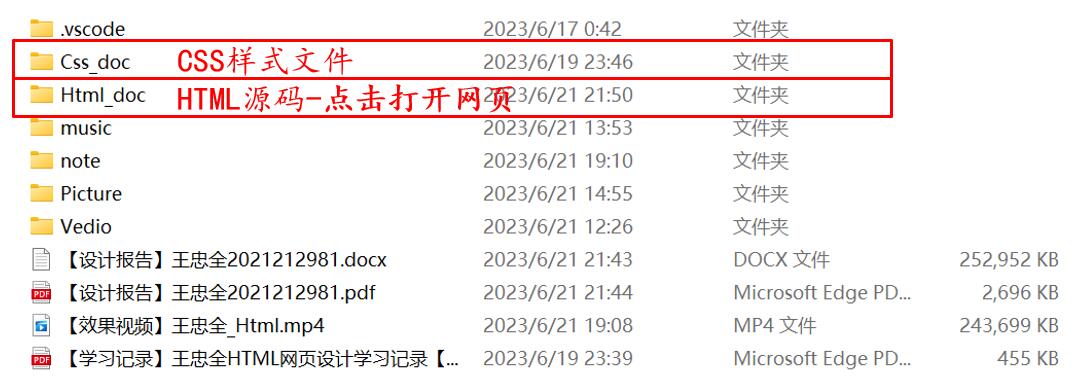 .vscode 2023/6/17 0:42 文件夹
Css_doc CSS样式文件 2023/6/19 23:46 文件夹
Html_doc HTML源码-点击打开网页 2023/6/21 21:50 文件夹
music 2023/6/21 13:53 文件夹
note 2023/6/21 19:10 文件夹
Picture 2023/6/21 14:55 文件夹
Vedio 2023/6/21 12:26 文件夹
【设计报告】王忠全2021212981.docx 2023/6/21 21:43 DOCX 文件 252,952 KB
PDF 【设计报告】王忠全2021212981.pdf 2023/6/21 21:44 Microsoft Edge PD... 2,696 KB
【效果视频】王忠全_Html.mp4 2023/6/21 19:08 MP4 文件 243,699 KB
PDF 【学习记录】王忠全HTML网页设计学习记录【... 2023/6/19 23:39 Microsoft Edge PD... 455 KB